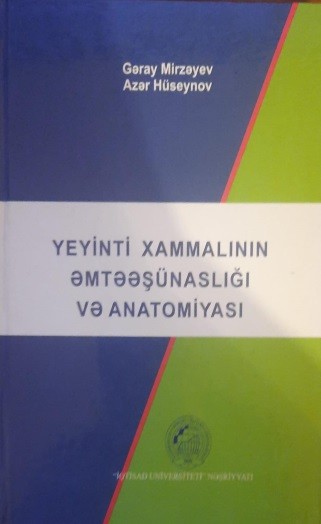 Gəray Mirzəyev
Azər Hüseynov
YEYİNTİ XAMMALININ
ƏMTƏƏŞÜNASLIĞI
VƏ ANATOMİYASI
"İQTİSAD UNİVERSİTETİ" NƏŞRİYYATI